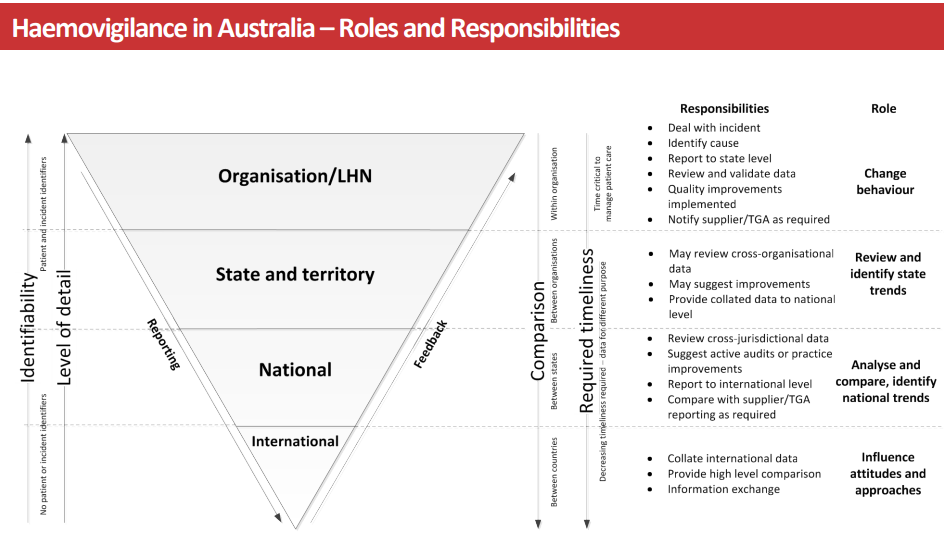 Haemovigilance in Australia – Roles and Responsibilities
Responsibilities
Role
Identifiability
Patient and incident identifiers
No patient or incident identifiers
Level of detail
Organisation/LHN
State and territory
National
International
Reporting
Feedback
Comparison
Within organisation
Between organisations
Between states
Between countries
Required timeliness
Time critical to
manage patient care
Decreasing timeliness required – data for different purpose
• Deal with incident
• Identify cause
• Report to state level
• Review and validate data
• Quality improvements
implemented
• Notify supplier/TGA as required
Change
behaviour
• May review cross-organisational
data
• May suggest improvements
• Provide collated data to national
level
Review and
identify state
trends
• Review cross-jurisdictional data
• Suggest active audits or practice
improvements
• Report to international level
• Compare with supplier/TGA
reporting as required
Analyse and
compare, identify
national trends
• Collate international data
• Provide high level comparison
• Information exchange
Influence
attitudes and
approaches